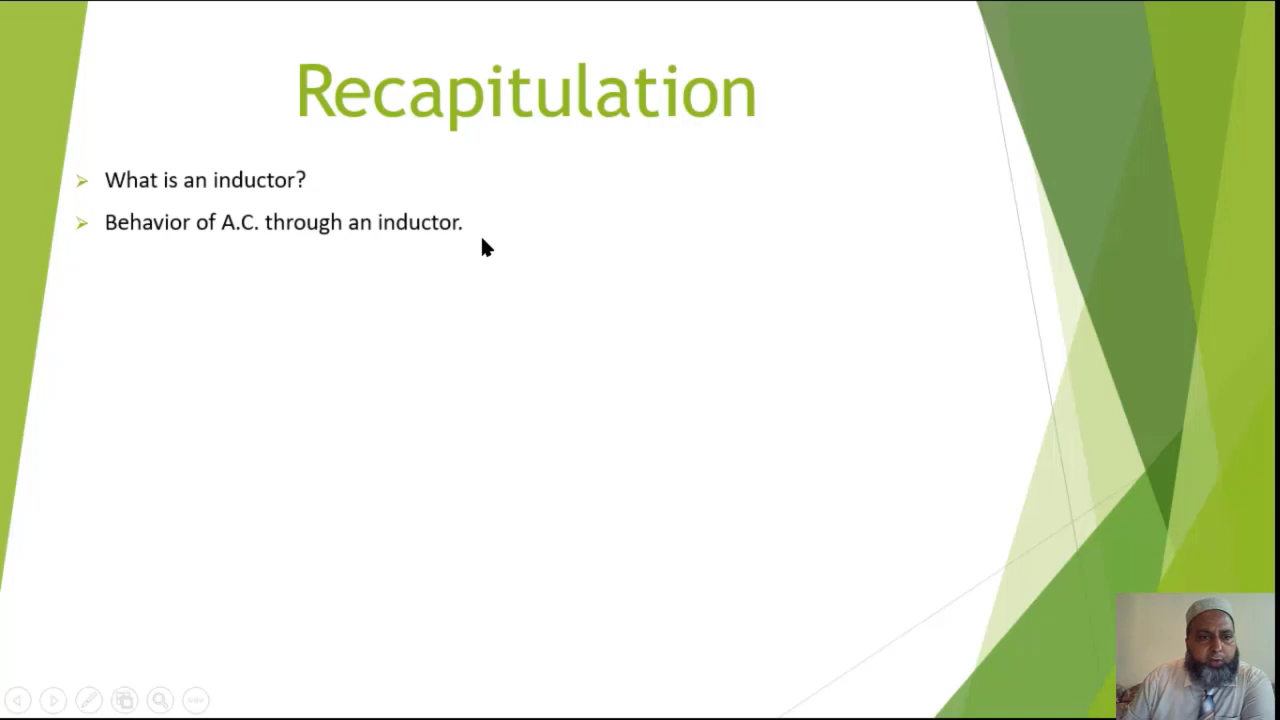 Recapitulation
What is an inductor?
Behavior of A.C. through an inductor.